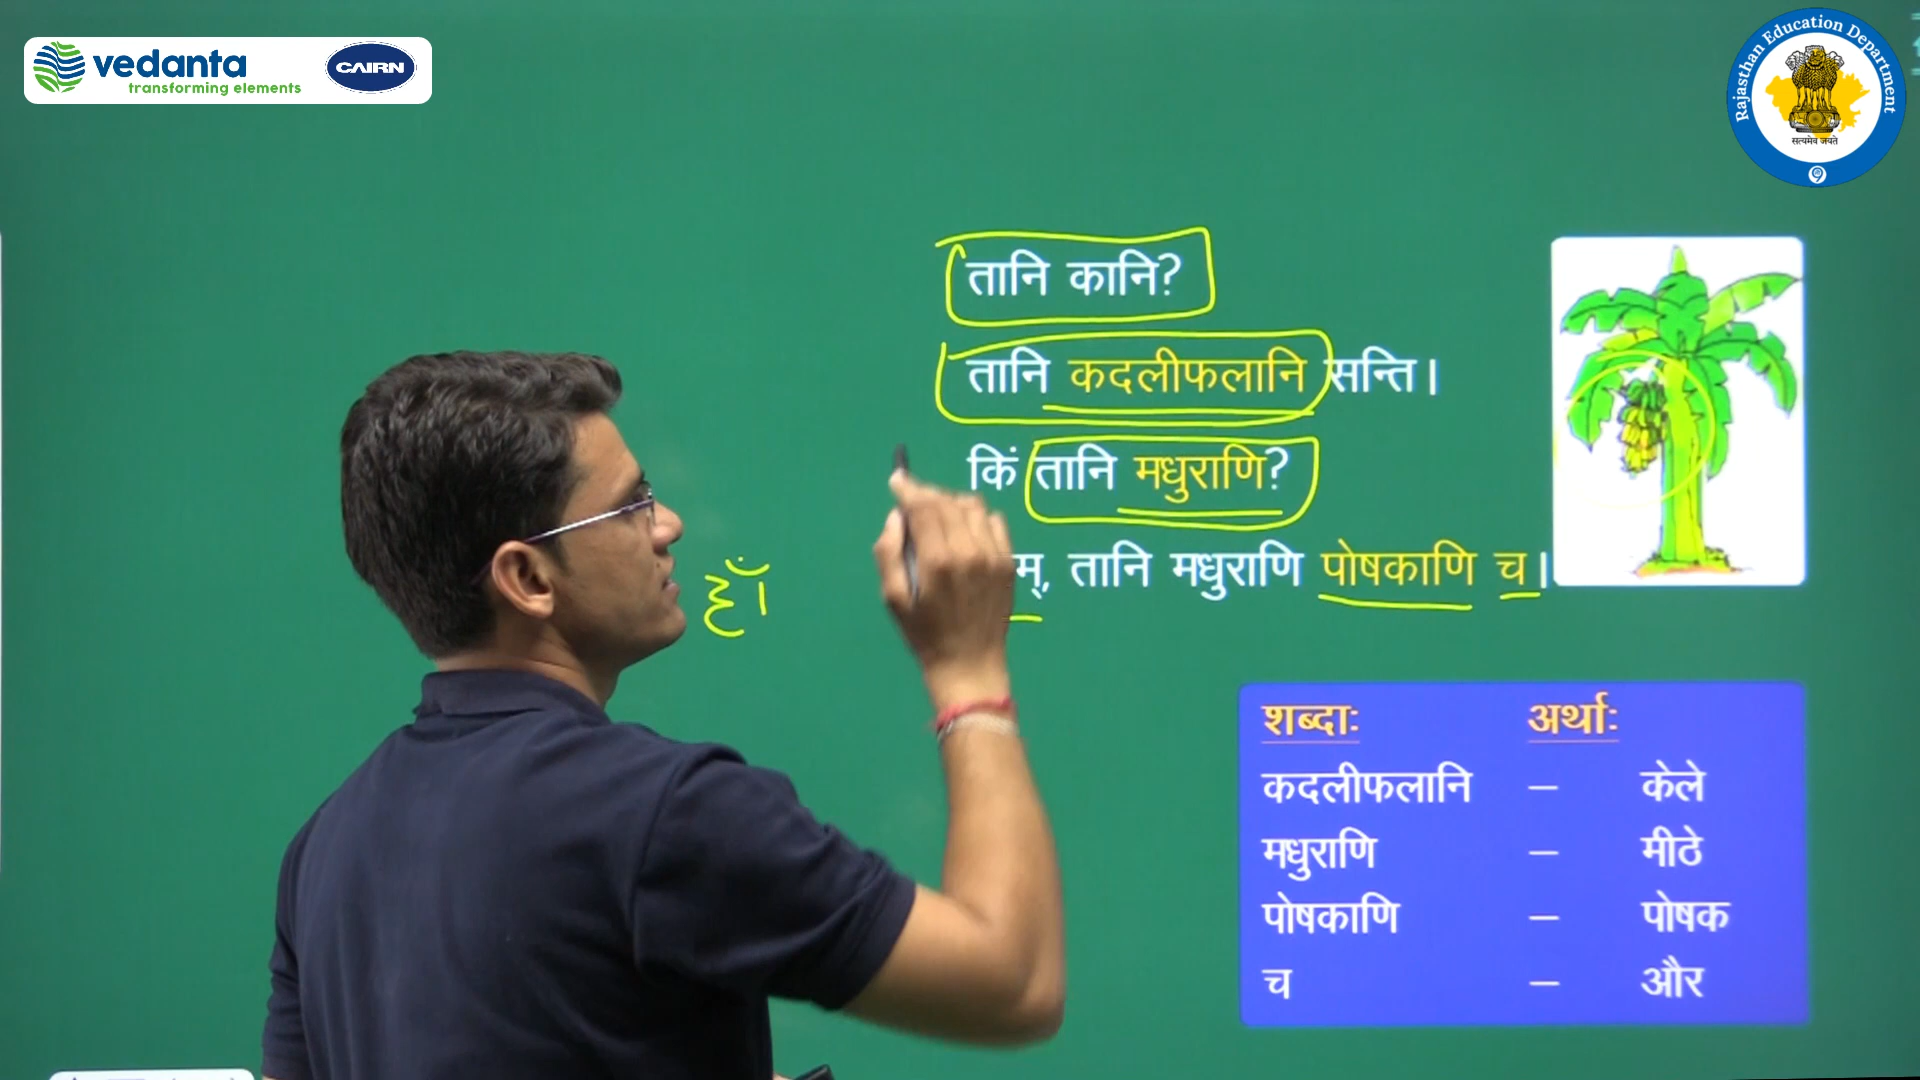 vedanta
transforming elements
CAIRN
Rajasthan Education Department
सत्यमेव जयते
तानि कानि?
तानि कदलीफलानि सन्ति।
किं तानि मधुराणि?
तानि मधुराणि पोषकाणि च।
हाँ
शब्दाः अर्थाः
कदलीफलानि – केले
मधुराणि – मीठे
पोषकाणि – पोषक
च – और